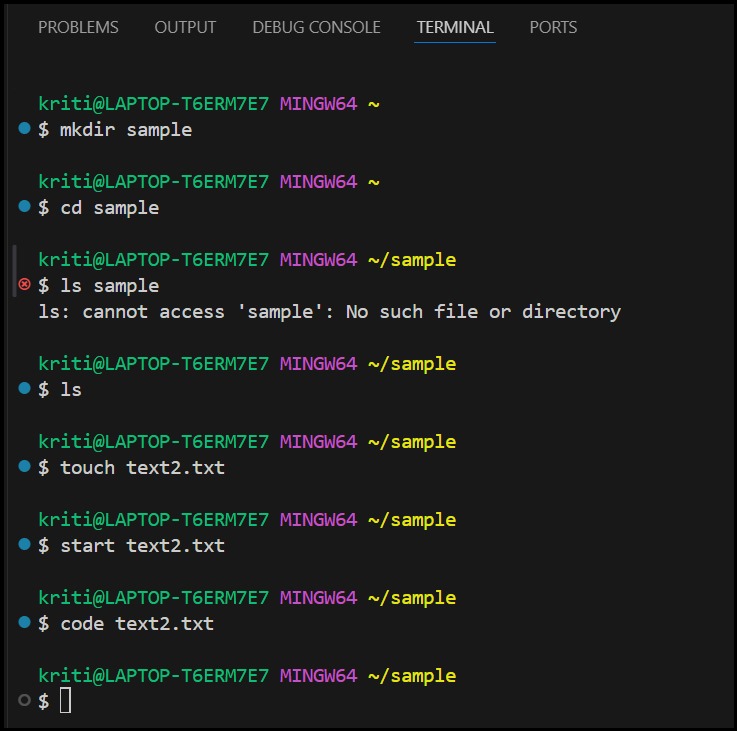 PROBLEMS OUTPUT DEBUG CONSOLE TERMINAL PORTS
kriti@LAPTOP-T6ERM7E7 MINGW64 ~
$ mkdir sample
kriti@LAPTOP-T6ERM7E7 MINGW64 ~
$ cd sample
kriti@LAPTOP-T6ERM7E7 MINGW64 ~/sample
$ ls sample
ls: cannot access 'sample': No such file or directory
kriti@LAPTOP-T6ERM7E7 MINGW64 ~/sample
$ ls
kriti@LAPTOP-T6ERM7E7 MINGW64 ~/sample
$ touch text2.txt
kriti@LAPTOP-T6ERM7E7 MINGW64 ~/sample
$ start text2.txt
kriti@LAPTOP-T6ERM7E7 MINGW64 ~/sample
$ code text2.txt
kriti@LAPTOP-T6ERM7E7 MINGW64 ~/sample
$